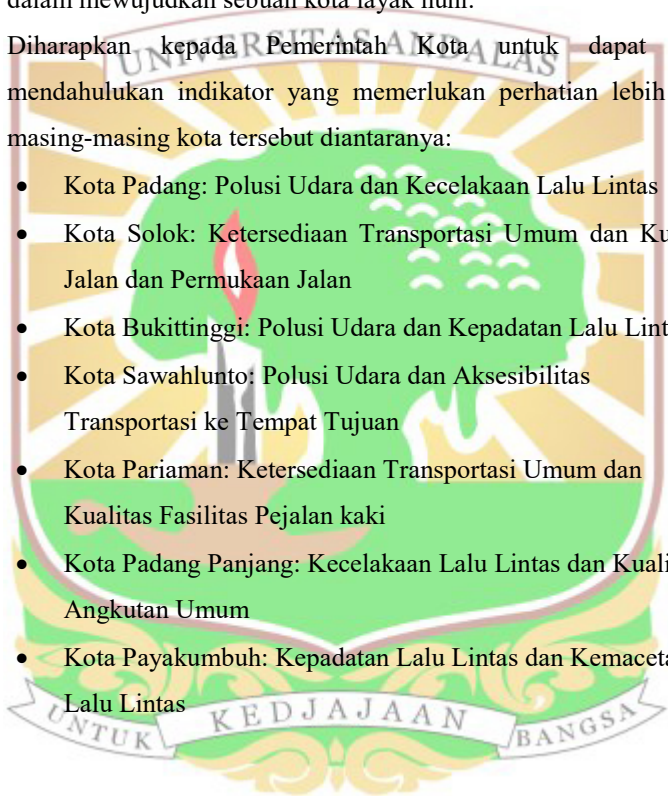 dalam mewujudkan sebuah kota layak huni.
UNIVERSITAS ANDALAS
Diharapkan kepada Pemerintah Kota untuk dapat
mendahulukan indikator yang memerlukan perhatian lebih
masing-masing kota tersebut diantaranya:
• Kota Padang: Polusi Udara dan Kecelakaan Lalu Lintas
• Kota Solok: Ketersediaan Transportasi Umum dan Ku
Jalan dan Permukaan Jalan
• Kota Bukittinggi: Polusi Udara dan Kepadatan Lalu Lint
• Kota Sawahlunto: Polusi Udara dan Aksesibilitas
Transportasi ke Tempat Tujuan
• Kota Pariaman: Ketersediaan Transportasi Umum dan
Kualitas Fasilitas Pejalan kaki
• Kota Padang Panjang: Kecelakaan Lalu Lintas dan Kuali
Angkutan Umum
• Kota Payakumbuh: Kepadatan Lalu Lintas dan Kemaceta
Lalu Lintas
UNTUK KEDJAJAAN BANGSA